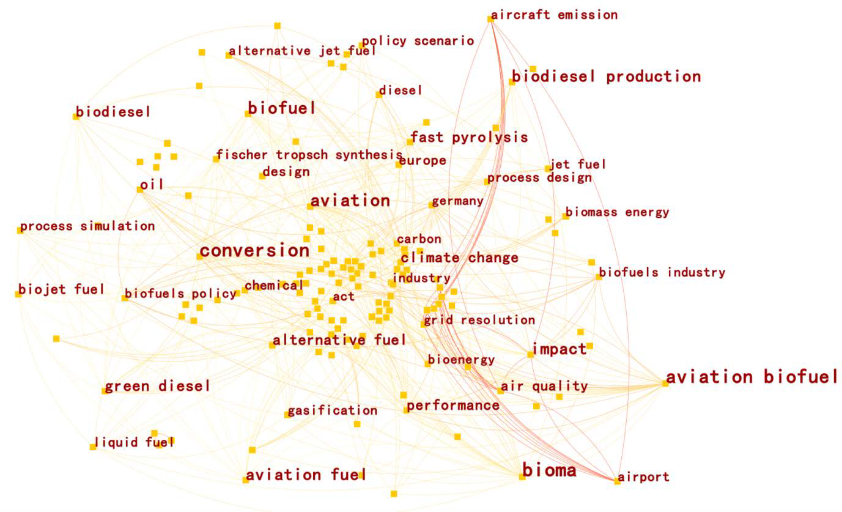 aircraft emission
policy scenario
alternative jet fuel
biodiesel production
diesel
biofuel
biodiesel
fast pyrolysis
fischer tropsch synthesis
europe
jet fuel
design
process design
oil
aviation
germany
biomass energy
process simulation
carbon
conversion
climate change
biofuels industry
industry
chemical
biojet fuel
biofuels policy
act
grid resolution
alternative fuel
impact
bioenergy
aviation biofuel
green diesel
air quality
performance
gasification
liquid fuel
bioma
aviation fuel
airport